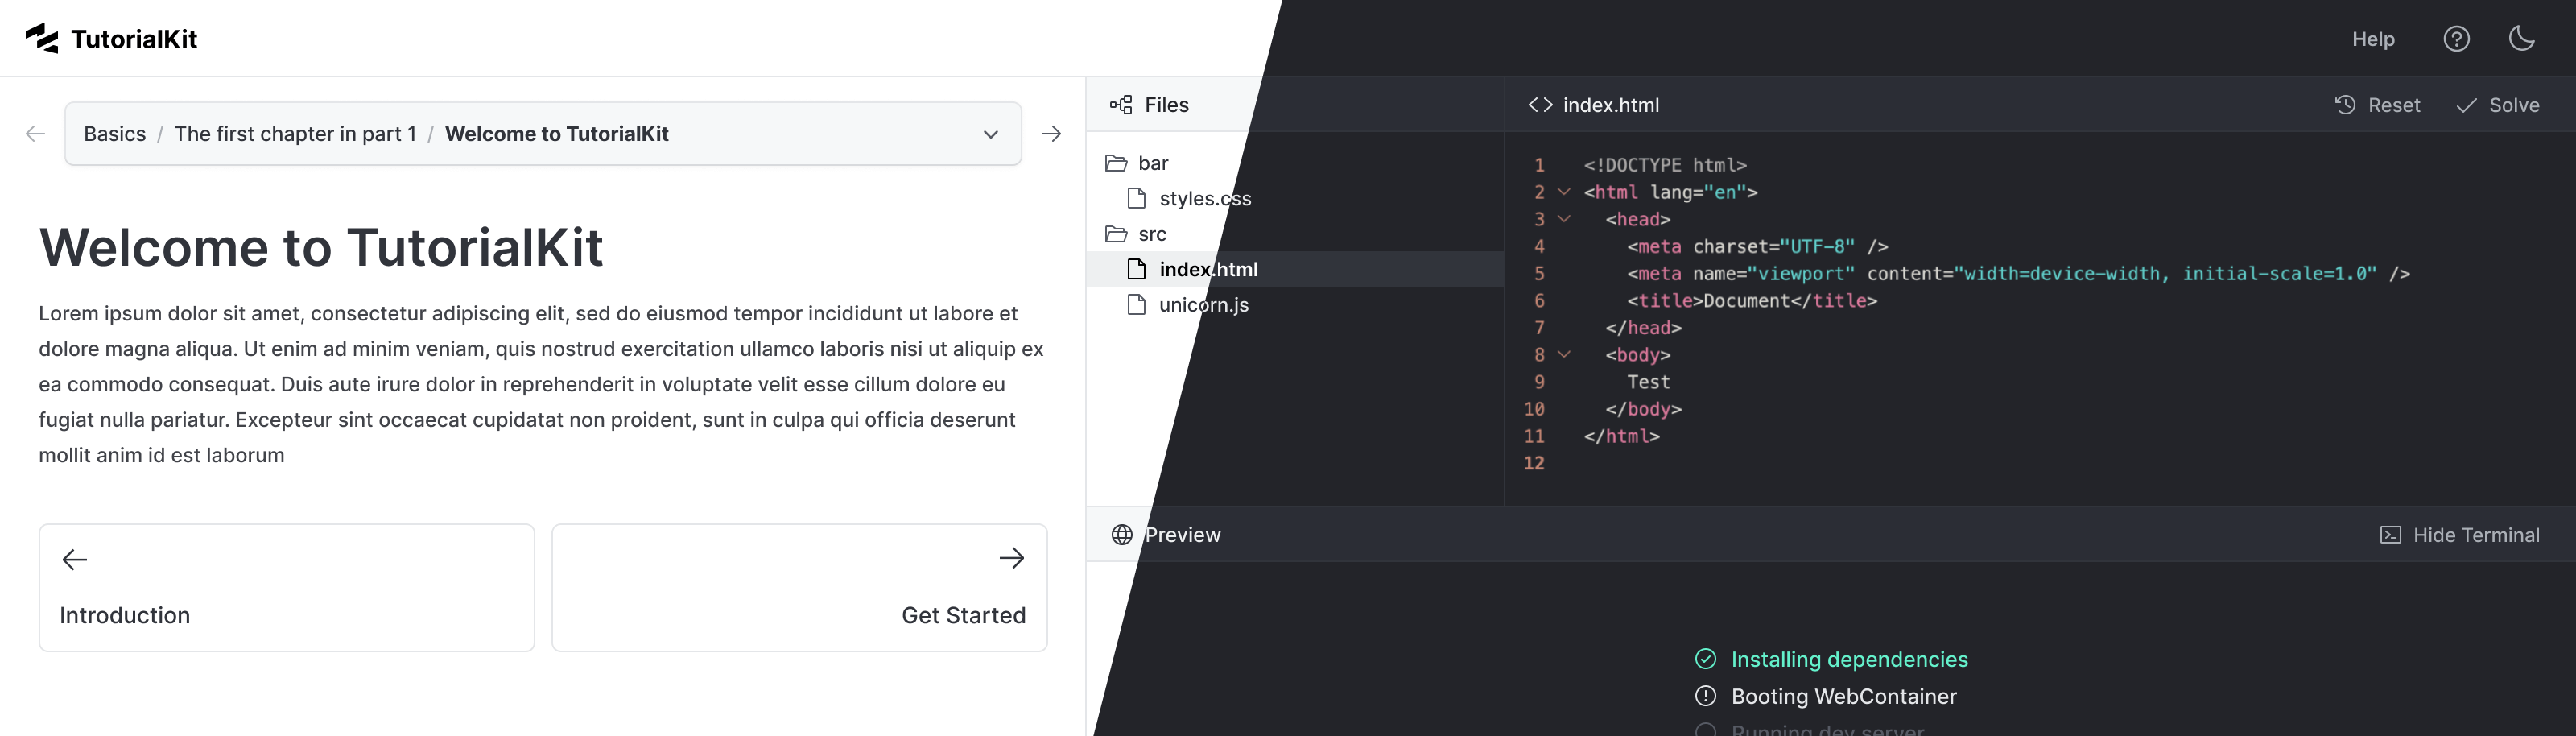 TutorialKit
Help
Basics / The first chapter in part 1 / Welcome to TutorialKit
Welcome to TutorialKit
Lorem ipsum dolor sit amet, consectetur adipiscing elit, sed do eiusmod tempor incididunt ut labore et
dolore magna aliqua. Ut enim ad minim veniam, quis nostrud exercitation ullamco laboris nisi ut aliquip ex
ea commodo consequat. Duis aute irure dolor in reprehenderit in voluptate velit esse cillum dolore eu
fugiat nulla pariatur. Excepteur sint occaecat cupidatat non proident, sunt in culpa qui officia deserunt
mollit anim id est laborum
Introduction
Get Started
Files
bar
styles.css
src
index.html
unicorn.js
<> index.html
Reset
Solve
1 <!DOCTYPE html>
2 <html lang="en">
3 <head>
4 <meta charset="UTF-8" />
5 <meta name="viewport" content="width=device-width, initial-scale=1.0" />
6 <title>Document</title>
7 </head>
8 <body>
9 Test
10 </body>
11 </html>
12
Preview
Hide Terminal
Installing dependencies
Booting WebContainer
Running dev server